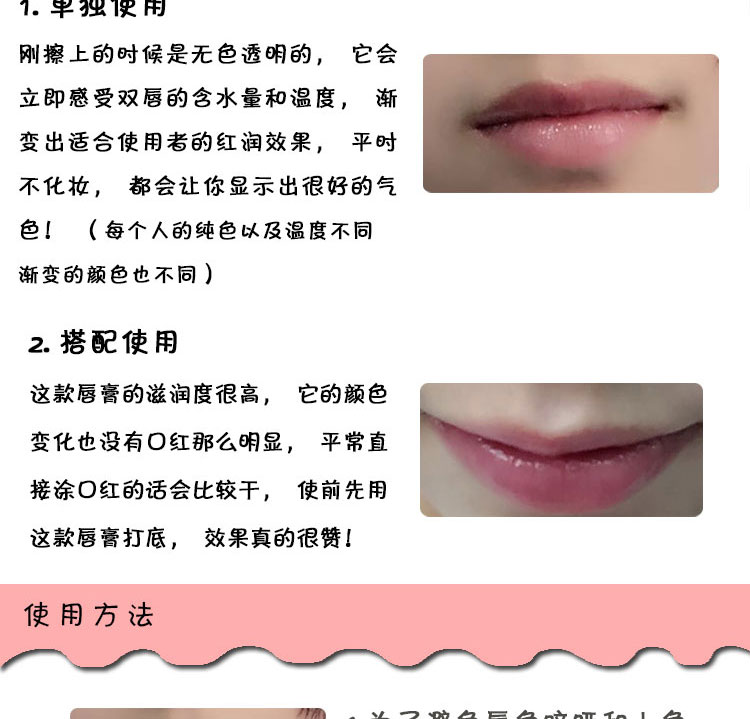 1. 单独使用
刚擦上的时候是无色透明的， 它会
立即感受双唇的含水量和温度， 渐
变出适合使用者的红润效果， 平时
不化妆， 都会让你显示出很好的气
色！ （每个人的纯色以及温度不同
渐变的颜色也不同）
2. 搭配使用
这款唇膏的滋润度很高， 它的颜色
变化也没有口红那么明显， 平常直
接涂口红的话会比较干， 使前先用
这款唇膏打底， 效果真的很赞！
使用方法